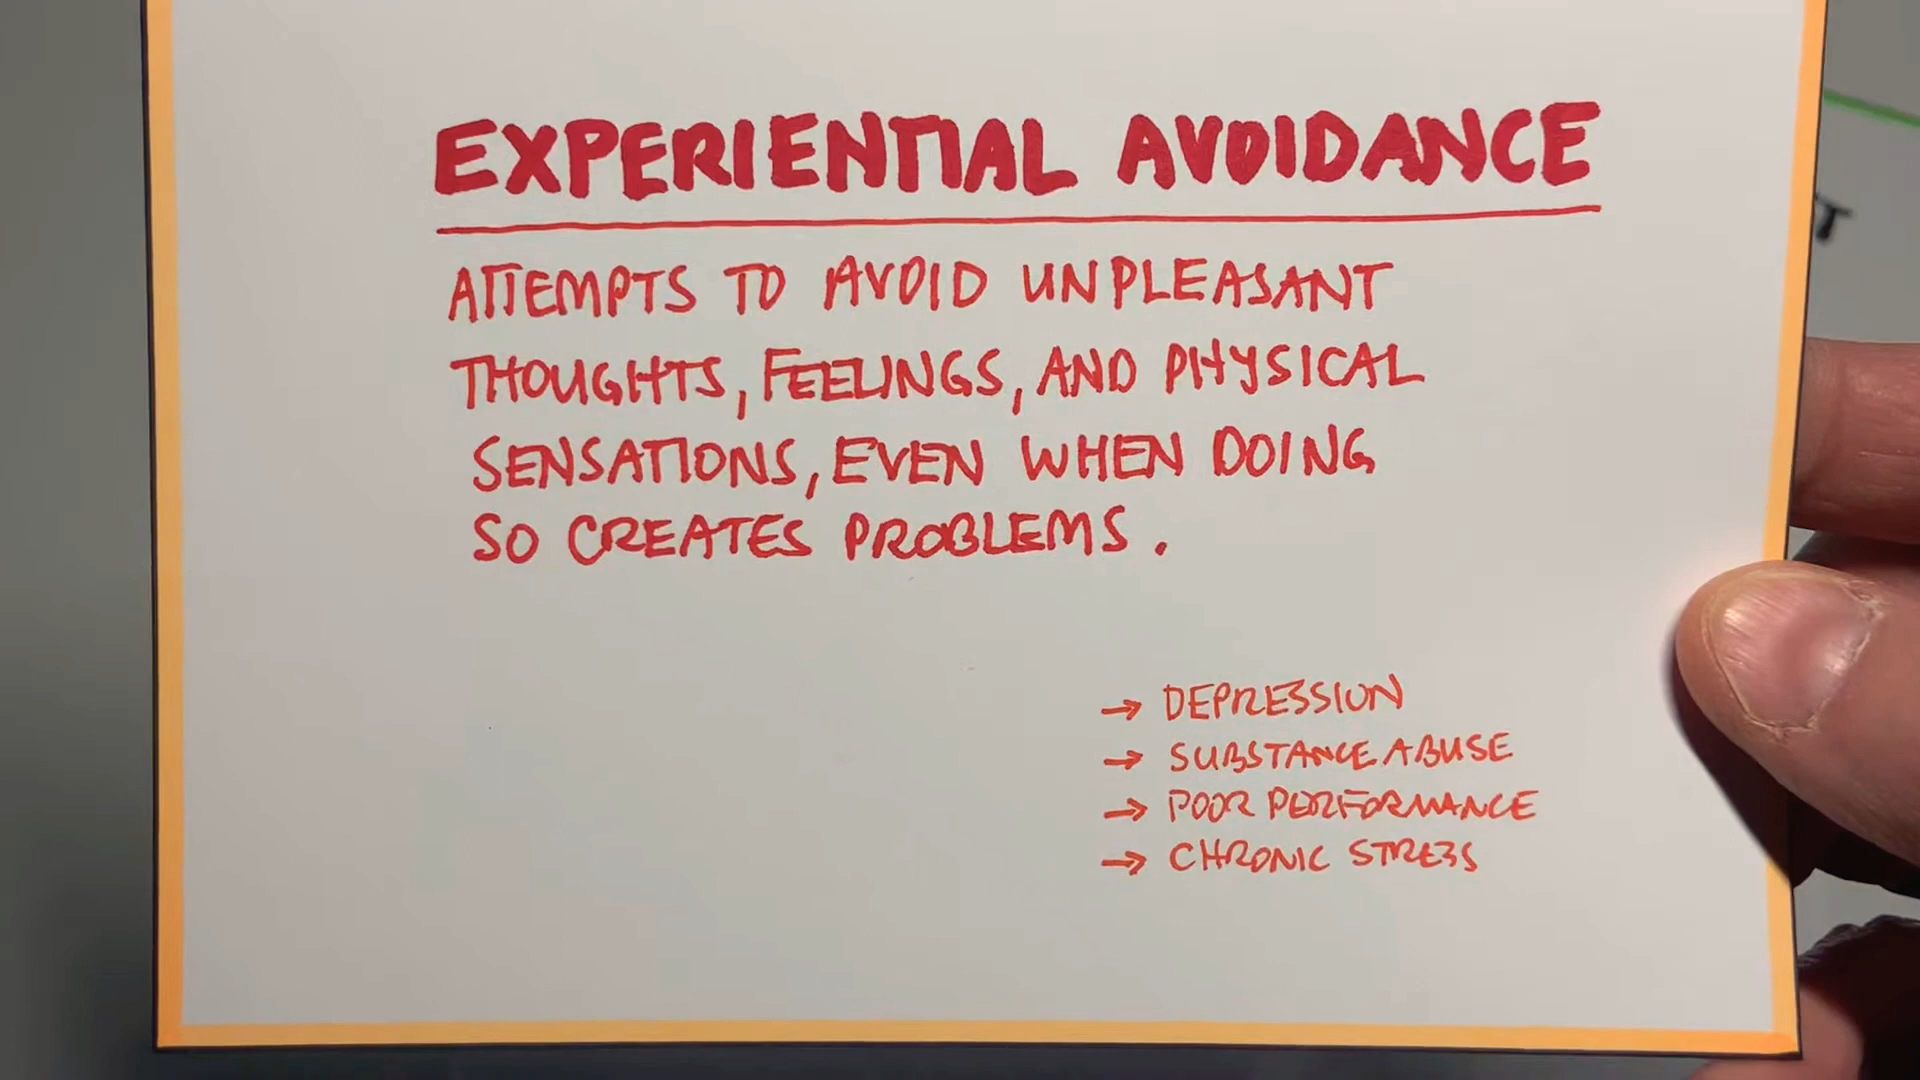 EXPERIENTIAL AVOIDANCE
ATTEMPTS TO AVOID UNPLEASANT
THOUGHTS, FEELINGS, AND PHYSICAL
SENSATIONS, EVEN WHEN DOING
SO CREATES PROBLEMS.
→ DEPRESSION
→ SUBSTANCE ABUSE
→ POOR PERFORMANCE
→ CHRONIC STRESS
T